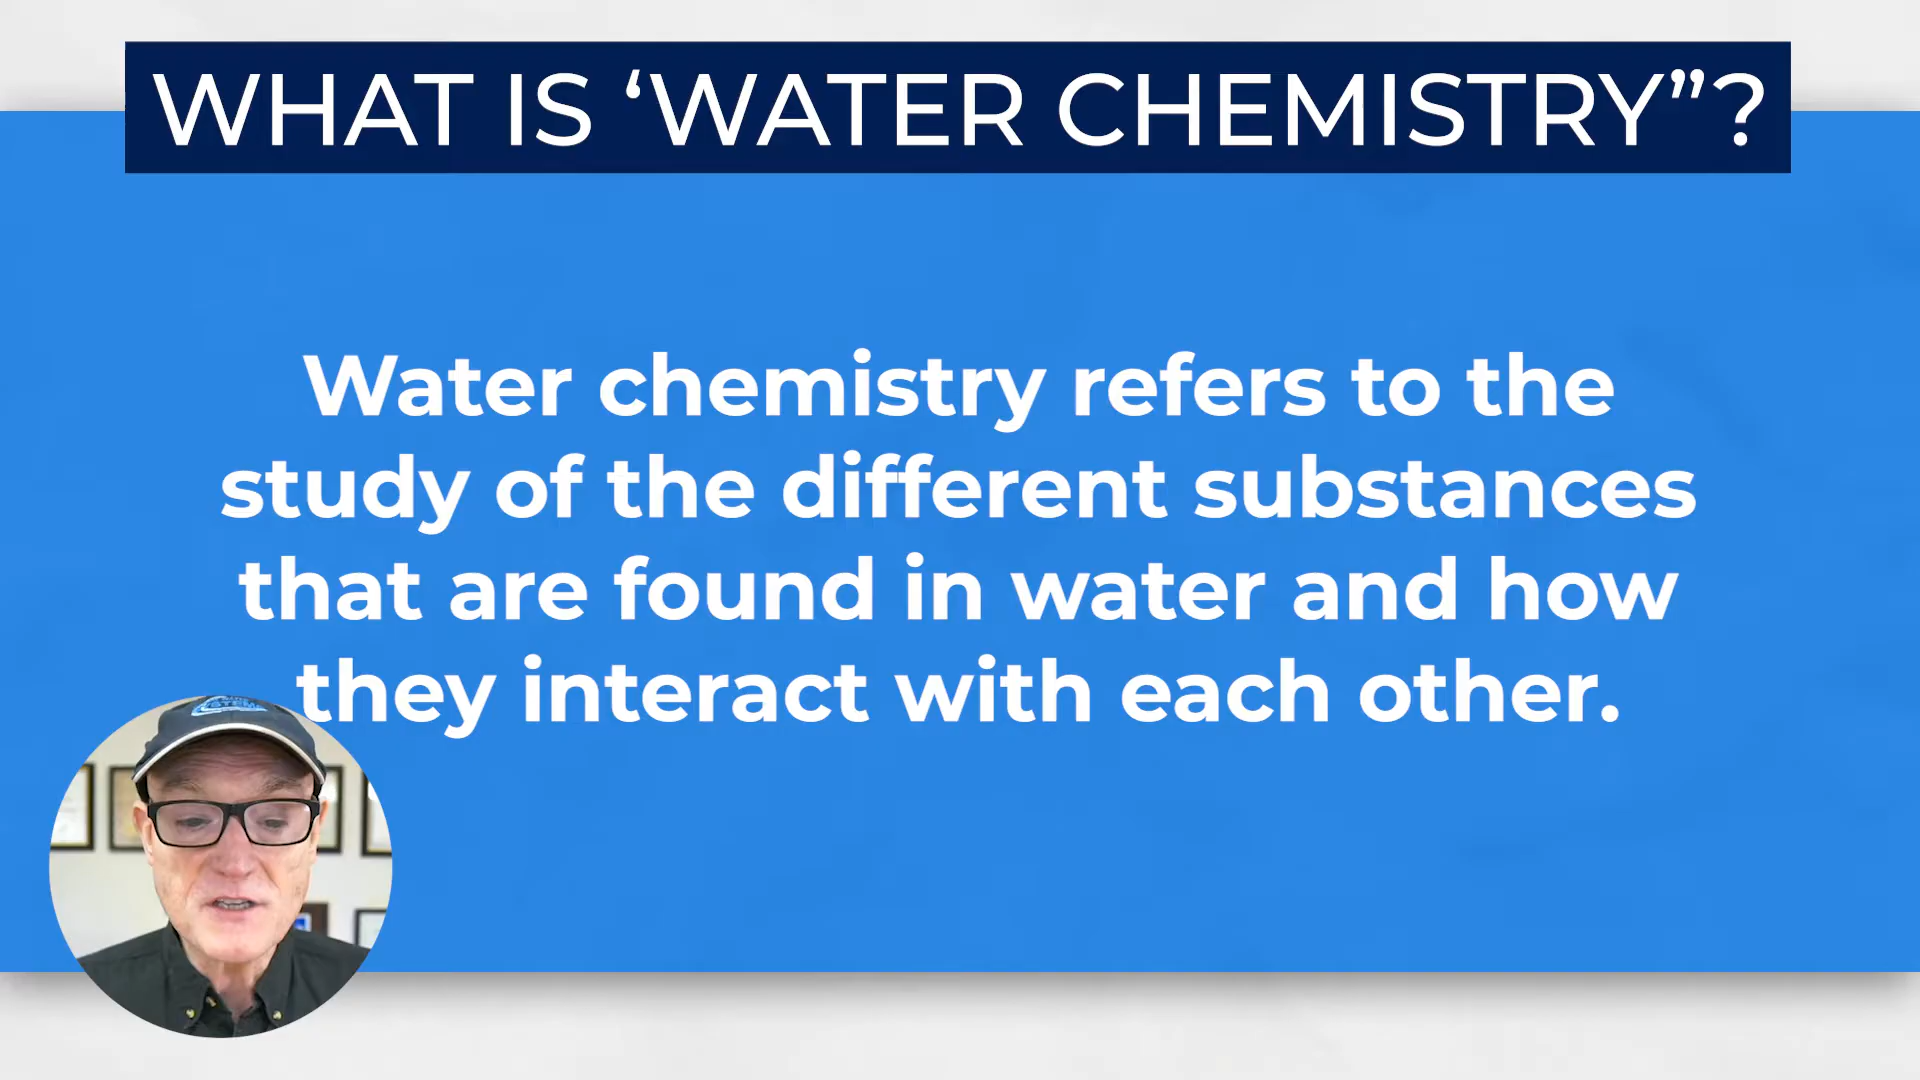 WHAT IS ‘WATER CHEMISTRY”?
Water chemistry refers to the
study of the different substances
that are found in water and how
they interact with each other.